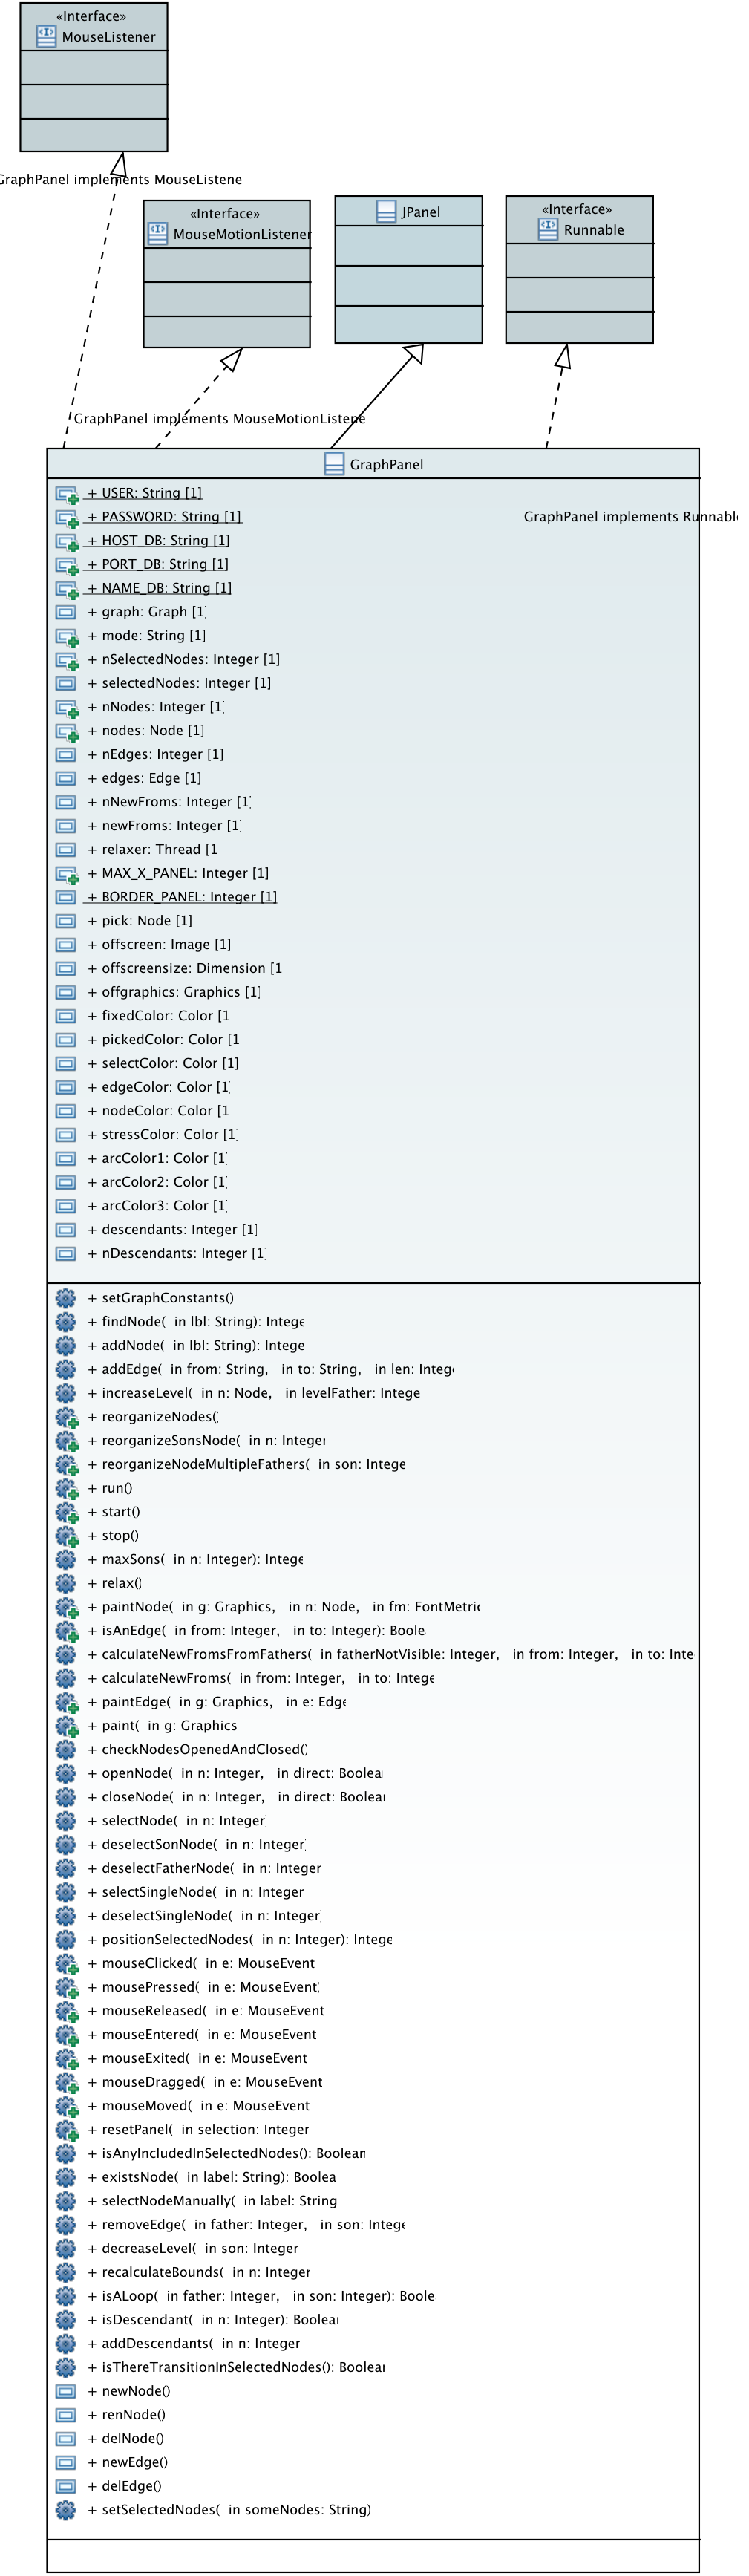 «Interface»
MouseListener
GraphPanel implements MouseListene
«Interface»
MouseMotionListener
JPanel
«Interface»
Runnable
GraphPanel implements MouseMotionListene
GraphPanel
+ USER: String [1]
+ PASSWORD: String [1]
GraphPanel implements Runnable
+ HOST_DB: String [1]
+ PORT_DB: String [1]
+ NAME_DB: String [1]
+ graph: Graph [1]
+ mode: String [1]
+ nSelectedNodes: Integer [1]
+ selectedNodes: Integer [1]
+ nNodes: Integer [1]
+ nodes: Node [1]
+ nEdges: Integer [1]
+ edges: Edge [1]
+ nNewFroms: Integer [1]
+ newFroms: Integer [1]
+ relaxer: Thread [1
+ MAX_X_PANEL: Integer [1]
+ BORDER_PANEL: Integer [1]
+ pick: Node [1]
+ offscreen: Image [1]
+ offscreensize: Dimension [1
+ offgraphics: Graphics [1]
+ fixedColor: Color [1
+ pickedColor: Color [1
+ selectColor: Color [1]
+ edgeColor: Color [1]
+ nodeColor: Color [1
+ stressColor: Color [1]
+ arcColor1: Color [1]
+ arcColor2: Color [1]
+ arcColor3: Color [1]
+ descendants: Integer [1]
+ nDescendants: Integer [1]
+ setGraphConstants()
+ findNode( in lbl: String): Intege
+ addNode( in lbl: String): Intege
+ addEdge( in from: String, in to: String, in len: Intege
+ increaseLevel( in n: Node, in levelFather: Intege
+ reorganizeNodes()
+ reorganizeSonsNode( in n: Integer
+ reorganizeNodeMultipleFathers( in son: Intege
+ run()
+ start()
+ stop()
+ maxSons( in n: Integer): Intege
+ relax()
+ paintNode( in g: Graphics, in n: Node, in fm: FontMetric
+ isAnEdge( in from: Integer, in to: Integer): Boole
+ calculateNewFromsFromFathers( in fatherNotVisible: Integer, in from: Integer, in to: Inte
+ calculateNewFroms( in from: Integer, in to: Intege
+ paintEdge( in g: Graphics, in e: Edge
+ paint( in g: Graphics
+ checkNodesOpenedAndClosed()
+ openNode( in n: Integer, in direct: Boolea
+ closeNode( in n: Integer, in direct: Boolean
+ selectNode( in n: Integer
+ deselectSonNode( in n: Integer)
+ deselectFatherNode( in n: Integer
+ selectSingleNode( in n: Integer
+ deselectSingleNode( in n: Integer
+ positionSelectedNodes( in n: Integer): Intege
+ mouseClicked( in e: MouseEvent
+ mousePressed( in e: MouseEvent)
+ mouseReleased( in e: MouseEvent
+ mouseEntered( in e: MouseEvent
+ mouseExited( in e: MouseEvent
+ mouseDragged( in e: MouseEvent
+ mouseMoved( in e: MouseEvent
+ resetPanel( in selection: Integer
+ isAnyIncludedInSelectedNodes(): Boolean
+ existsNode( in label: String): Boolea
+ selectNodeManually( in label: String
+ removeEdge( in father: Integer, in son: Intege
+ decreaseLevel( in son: Integer
+ recalculateBounds( in n: Integer
+ isALoop( in father: Integer, in son: Integer): Boole
+ isDescendant( in n: Integer): Boolean
+ addDescendants( in n: Integer
+ isThereTransitionInSelectedNodes(): Boolean
+ newNode()
+ renNode()
+ delNode()
+ newEdge()
+ delEdge()
+ setSelectedNodes( in someNodes: String)